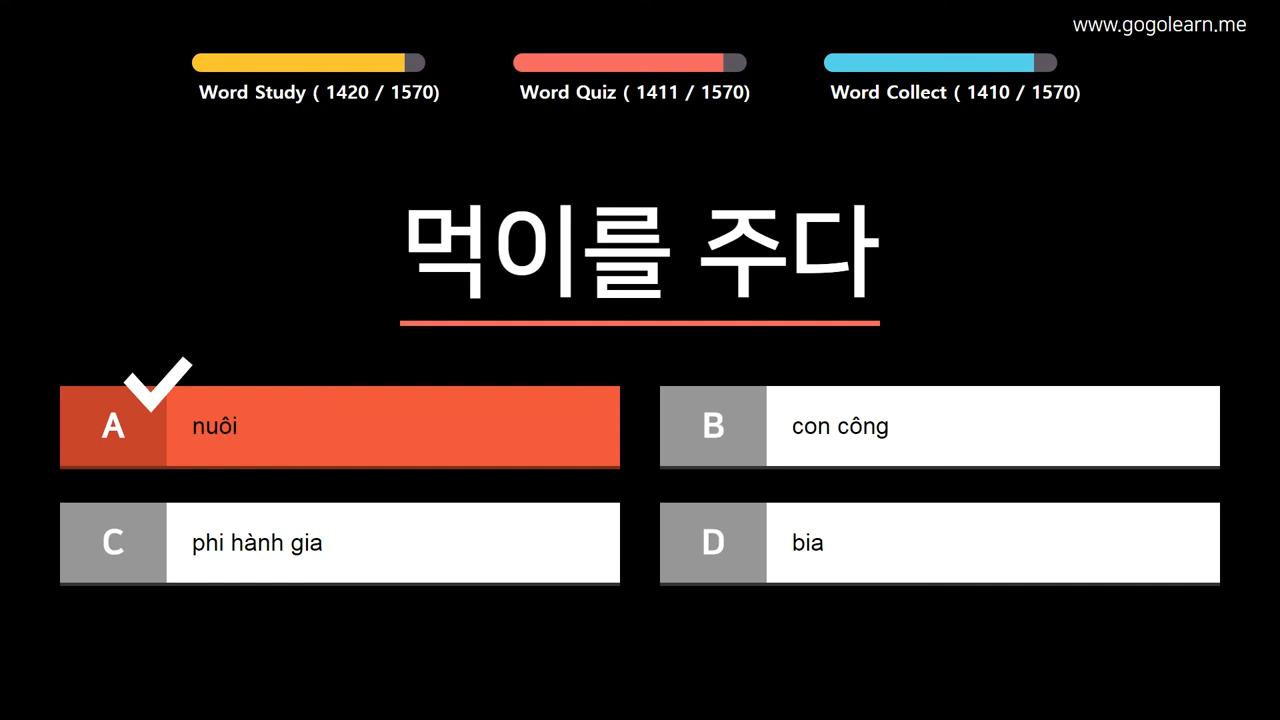 www.gogolearn.me
Word Study ( 1420 / 1570)
Word Quiz ( 1411 / 1570)
Word Collect ( 1410 / 1570)
먹이를 주다
A nuôi
B con công
C phi hành gia
D bia